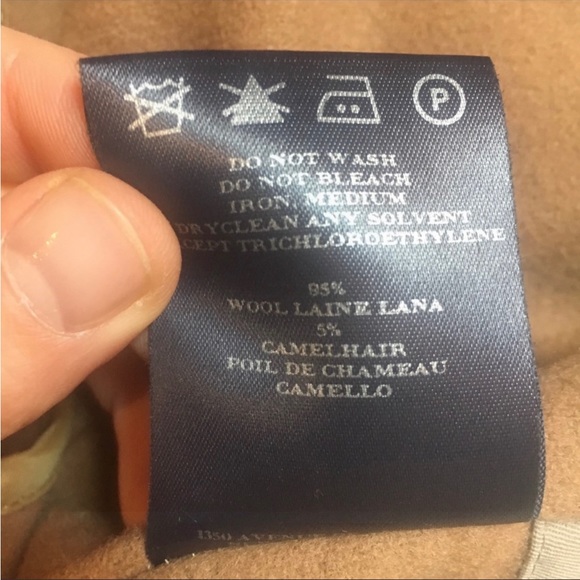 P
DO NOT WASH
DO NOT BLEACH
IRON MEDIUM
DRYCLEAN ANY SOLVENT
CEPT TRICHLOROETHYLENE
95%
WOOL LAINE LANA
5%
CAMELHAIR
POIL DE CHAMEAU
CAMELLO
1350